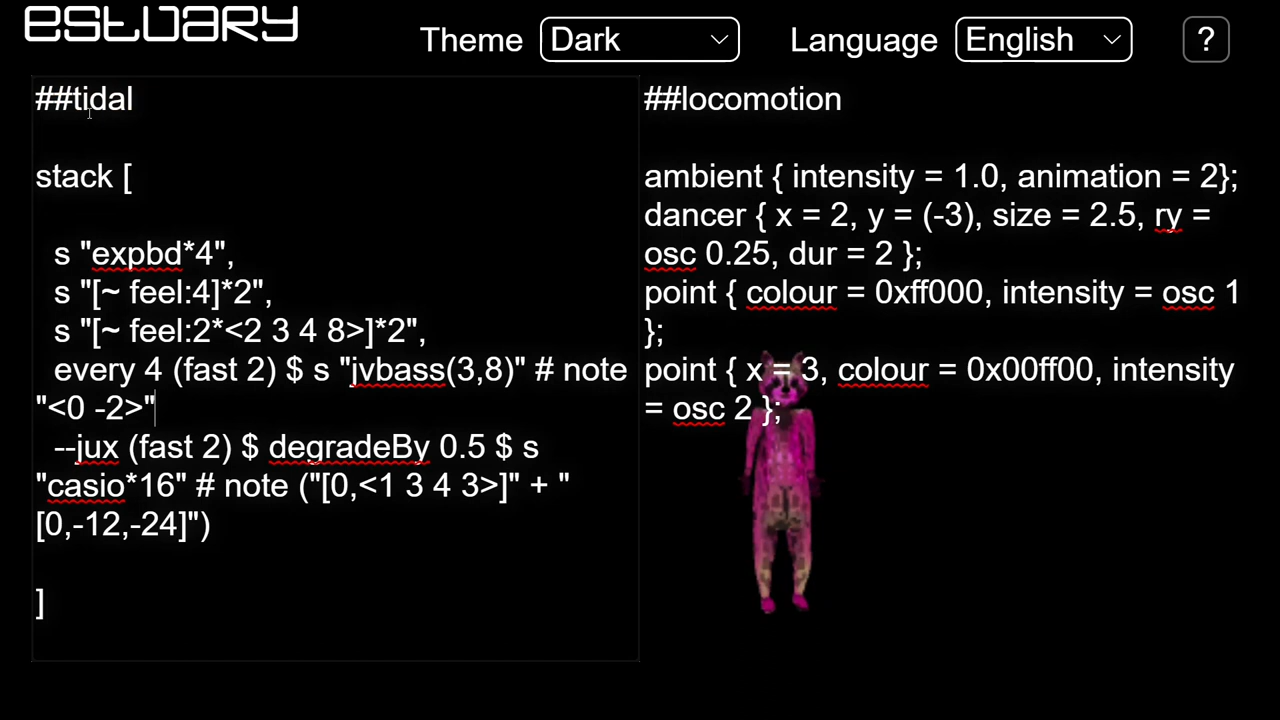 estuary
Theme Dark Language English ?
##tidal
stack [
s "expbd*4",
s "[~ feel:4]*2",
s "[~ feel:2*<2 3 4 8>]*2",
every 4 (fast 2) $ s "jvbass(3,8)" # note
"<0 -2>"
--jux (fast 2) $ degradeBy 0.5 $ s
"casio*16" # note ("[0,<1 3 4 3>]" + "
[0,-12,-24]")
]
##locomotion
ambient { intensity = 1.0, animation = 2};
dancer { x = 2, y = (-3), size = 2.5, ry =
osc 0.25, dur = 2 };
point { colour = 0xff000, intensity = osc 1
};
point { x = 3, colour = 0x00ff00, intensity
= osc 2 };